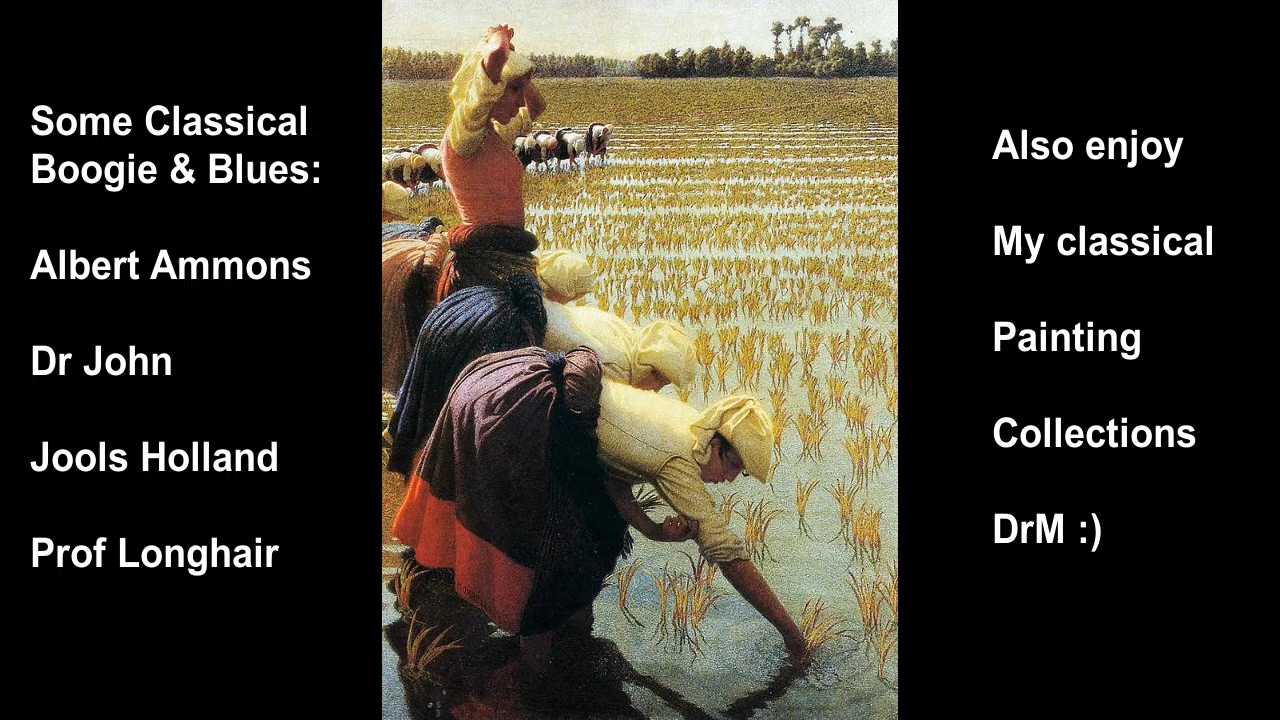 Some Classical
Boogie & Blues:
Albert Ammons
Dr John
Jools Holland
Prof Longhair
Also enjoy
My classical
Painting
Collections
DrM :)